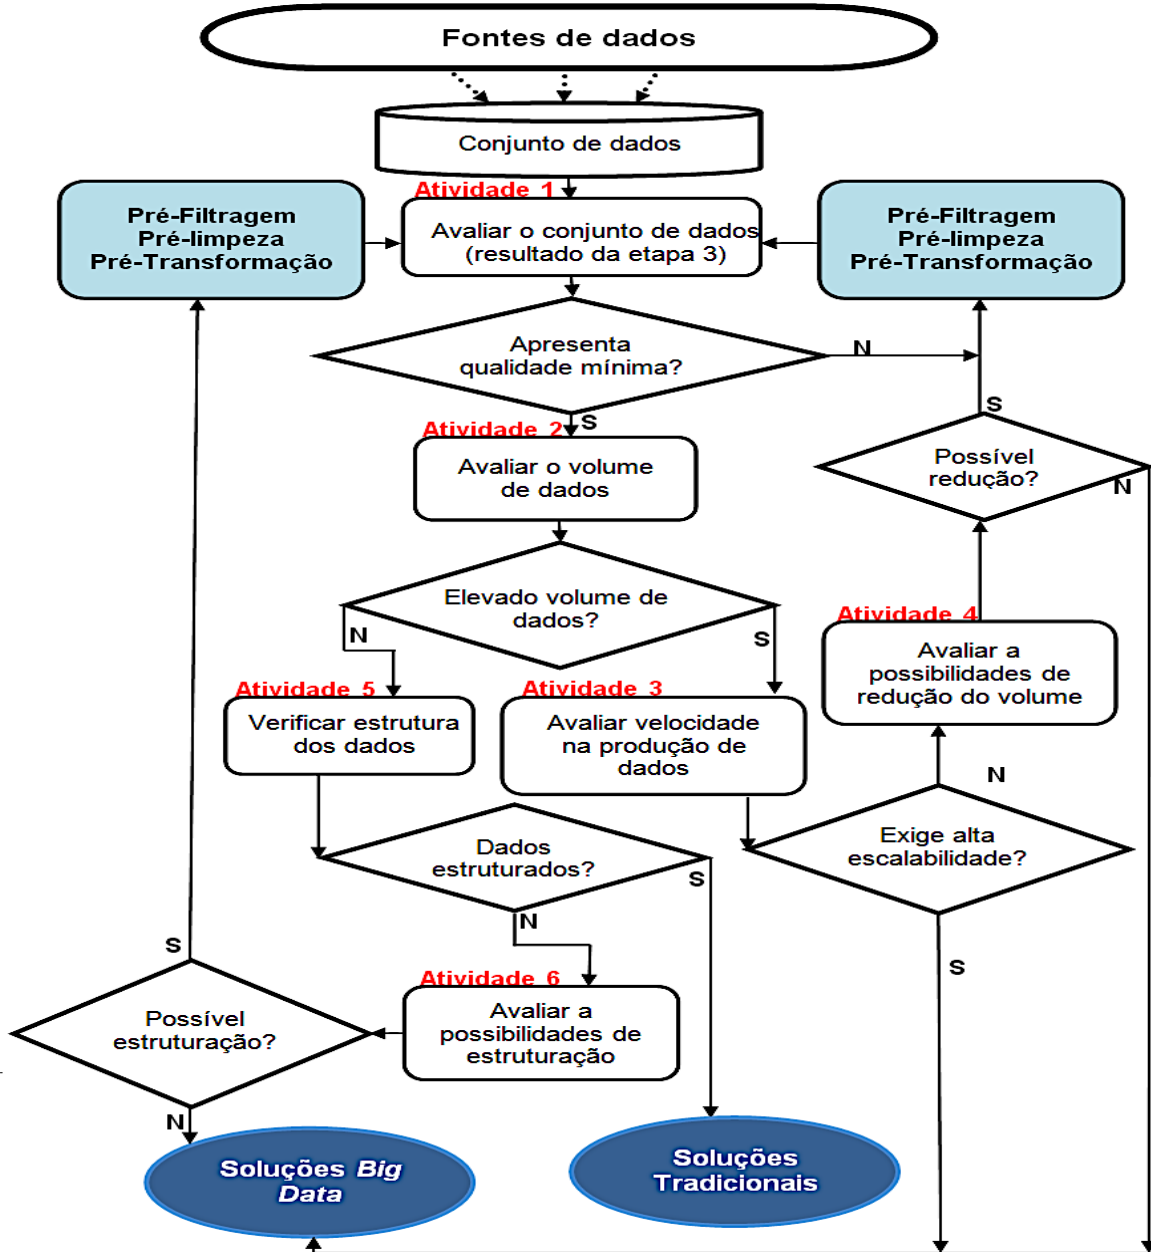 Fontes de dados
Conjunto de dados
Atividade 1
Pré-Filtragem
Pré-limpeza
Pré-Transformação
Avaliar o conjunto de dados
(resultado da etapa 3)
Pré-Filtragem
Pré-limpeza
Pré-Transformação
Apresenta
qualidade mínima?
N
S
Atividade 2
Avaliar o volume
de dados
S
Possível
redução?
N
Elevado volume de
dados?
N
S
Atividade 4
Avaliar a
possibilidades de
redução do volume
Atividade 5
Verificar estrutura
dos dados
Atividade 3
Avaliar velocidade
na produção de
dados
N
Exige alta
escalabilidade?
S
Dados
estruturados?
S
N
Atividade 6
Avaliar a
possibilidades de
estruturação
S
Possível
estruturação?
N
Soluções Big
Data
Soluções
Tradicionais